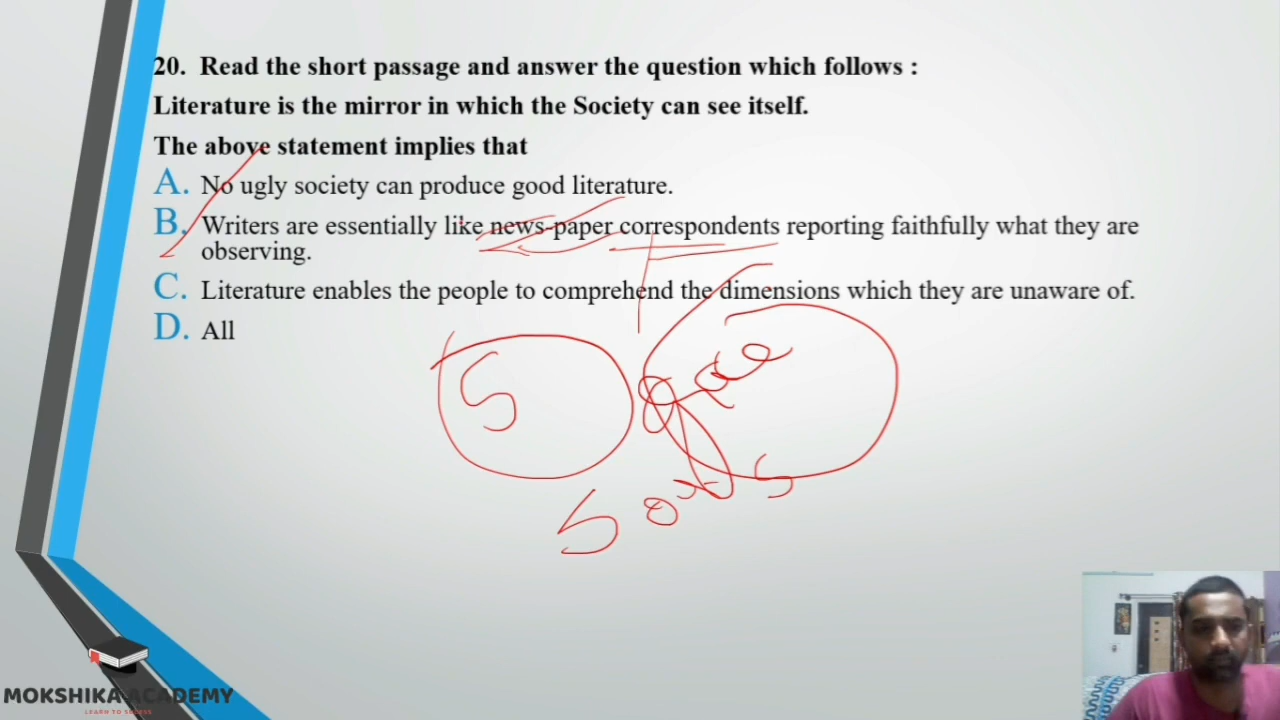 20. Read the short passage and answer the question which follows :
Literature is the mirror in which the Society can see itself.
The above statement implies that
A. No ugly society can produce good literature.
B. Writers are essentially like news-paper correspondents reporting faithfully what they are
observing.
C. Literature enables the people to comprehend the dimensions which they are unaware of.
D. All
S
MOKSHIKA ACADEMY
LEARN TO SUCESS